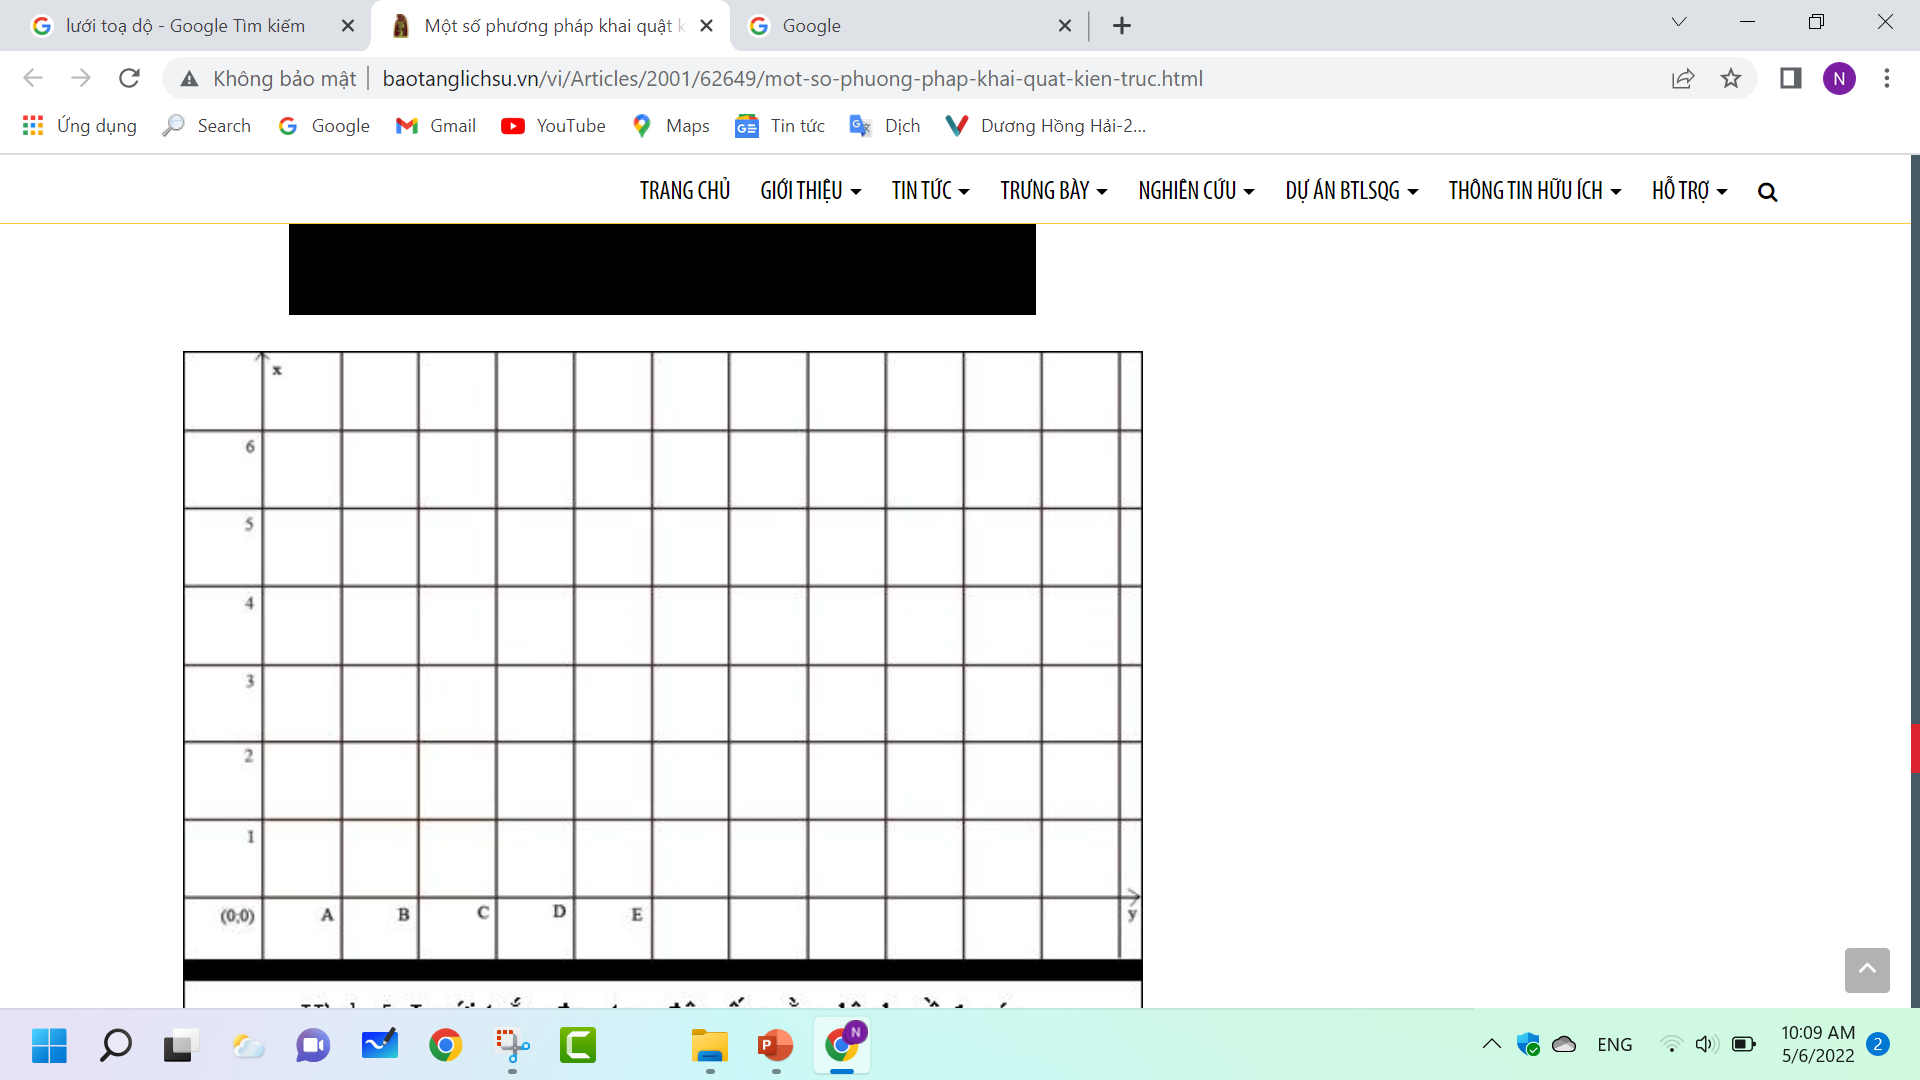 lưới toạ dộ - Google Tìm kiếm
Một số phương pháp khai quật k
Google
Không bảo mật
baotanglichsu.vn/vi/Articles/2001/62649/mot-so-phuong-phap-khai-quat-kien-truc.html
N
Ứng dụng
Search
Google
Gmail
YouTube
Maps
Tin tức
Dịch
Dương Hồng Hải-2...
TRANG CHỦ
GIỚI THIỆU
TIN TỨC
TRƯNG BÀY
NGHIÊN CỨU
DỰ ÁN BTLSQG
THÔNG TIN HỮU ÍCH
HỖ TRỢ
x
6
5
4
3
2
1
(0;0)
A
B
C
D
E
y
N
ENG
10:09 AM
5/6/2022
2